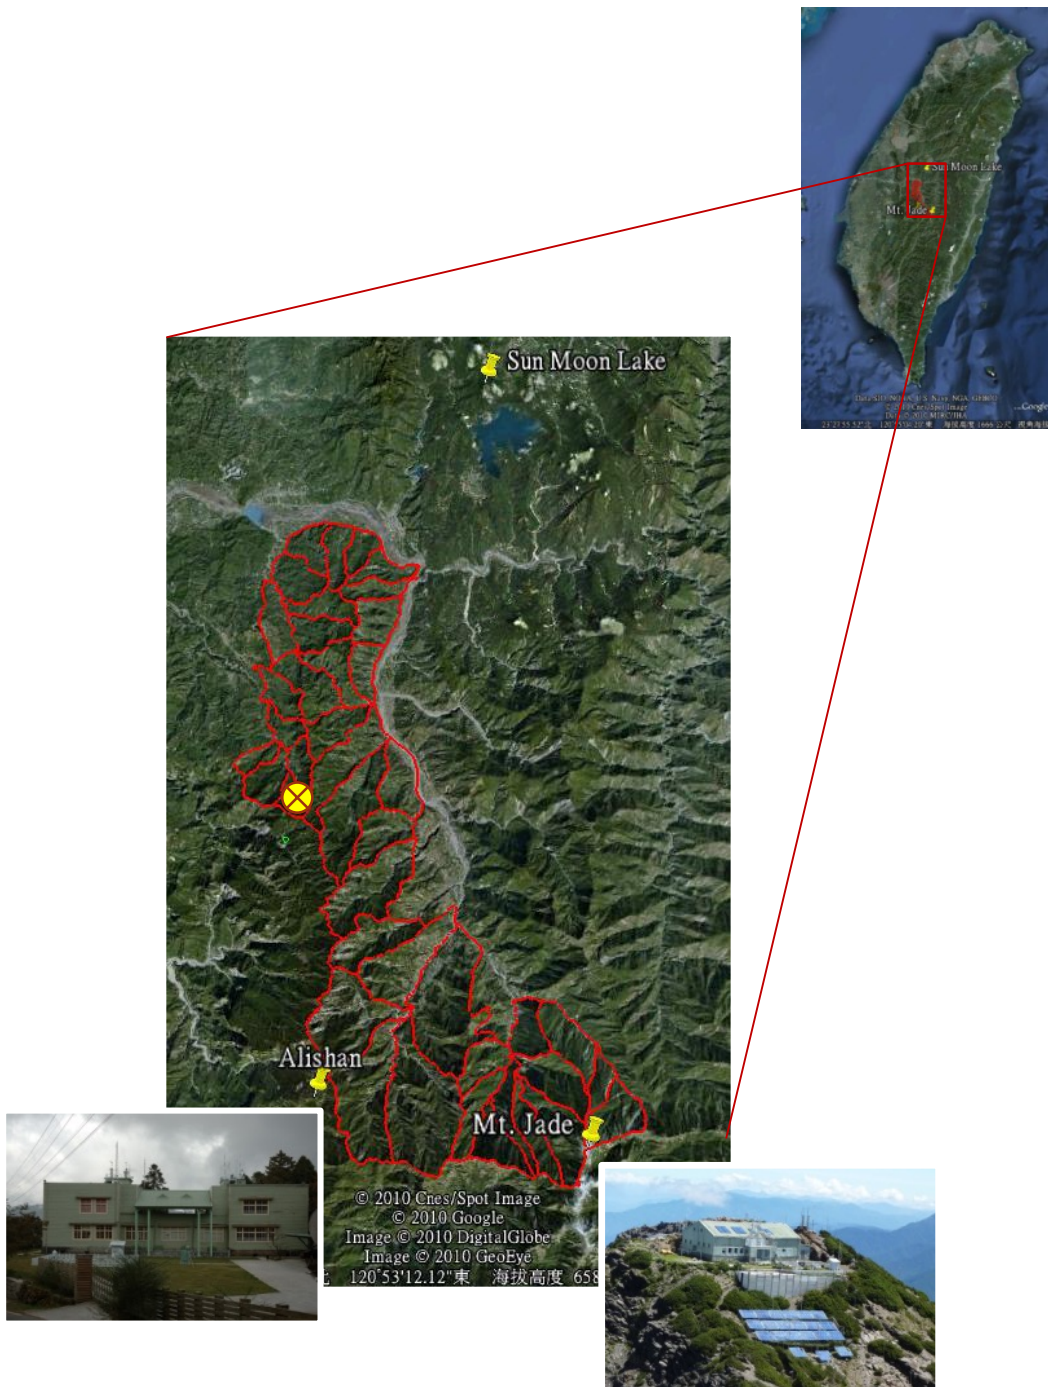 Sun Moon Lake
Mt. Jade
Google
Sun Moon Lake
Alishan
Mt. Jade
© 2010 Cnes/Spot Image
© 2010 Google
Image © 2010 DigitalGlobe
Image © 2010 GeoEye
120°53'12.12"東 海拔高度 658